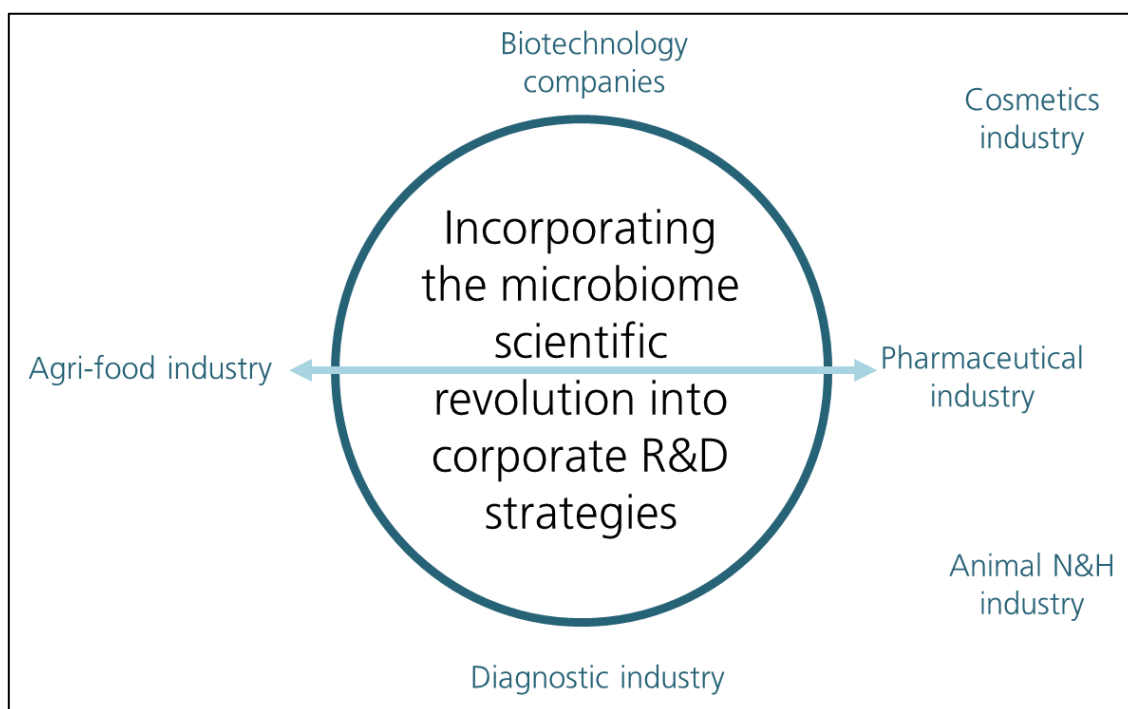 Biotechnology
companies
Cosmetics
industry
Incorporating
the microbiome
scientific
revolution into
corporate R&D
strategies
Agri-food industry
Pharmaceutical
industry
Animal N&H
industry
Diagnostic industry